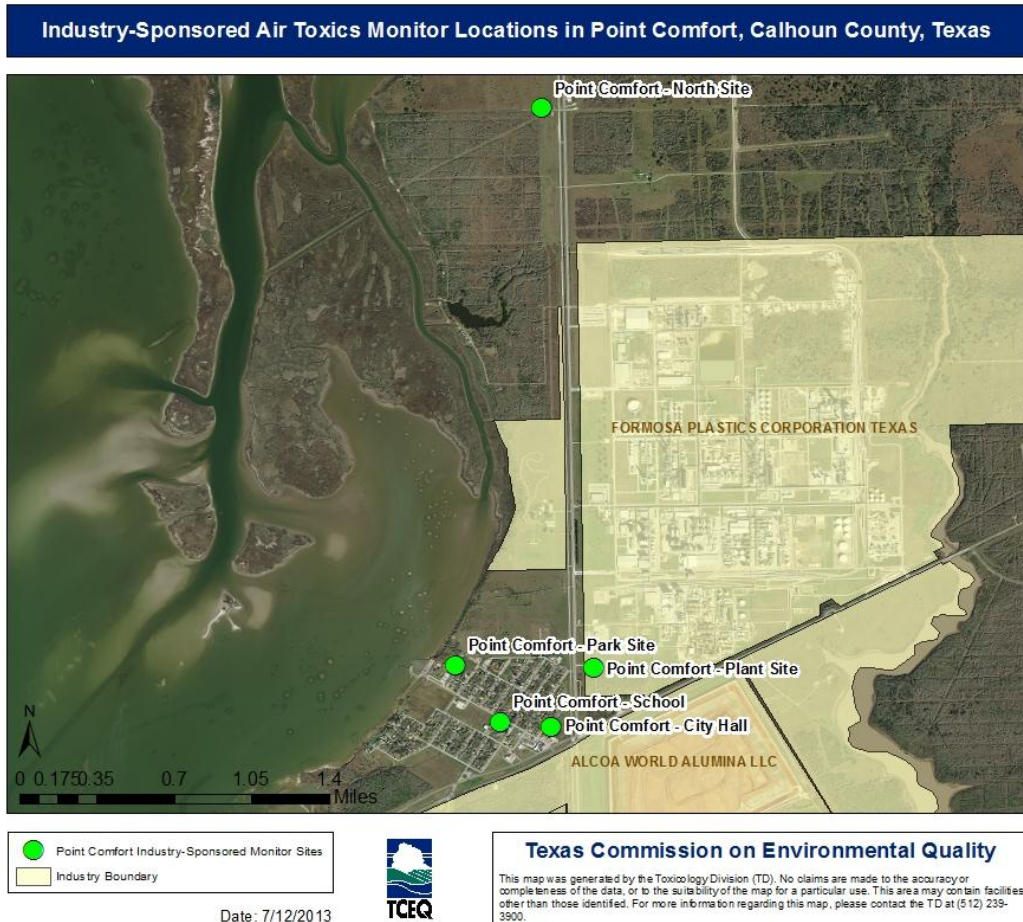 Industry-Sponsored Air Toxics Monitor Locations in Point Comfort, Calhoun County, Texas
Point Comfort - North Site
FORMOSA PLASTICS CORPORATION TEXAS
Point Comfort - Park Site
Point Comfort - Plant Site
Point Comfort - School
Point Comfort - City Hall
ALCOA WORLD ALUMINA LLC
N
0 0.175 0.35 0.7 1.05 1.4
Miles
Point Comfort Industry-Sponsored Monitor Sites
Industry Boundary
Date: 7/12/2013
TCEQ
Texas Commission on Environmental Quality
This map was generated by the Toxicology Division (TD). No claims are made to the accuracy or
completeness of the data, or to the suitability of the map for a particular use. This area may contain facilities
other than those identified. For more information regarding this map, please contact the TD at (512) 239-
3900.